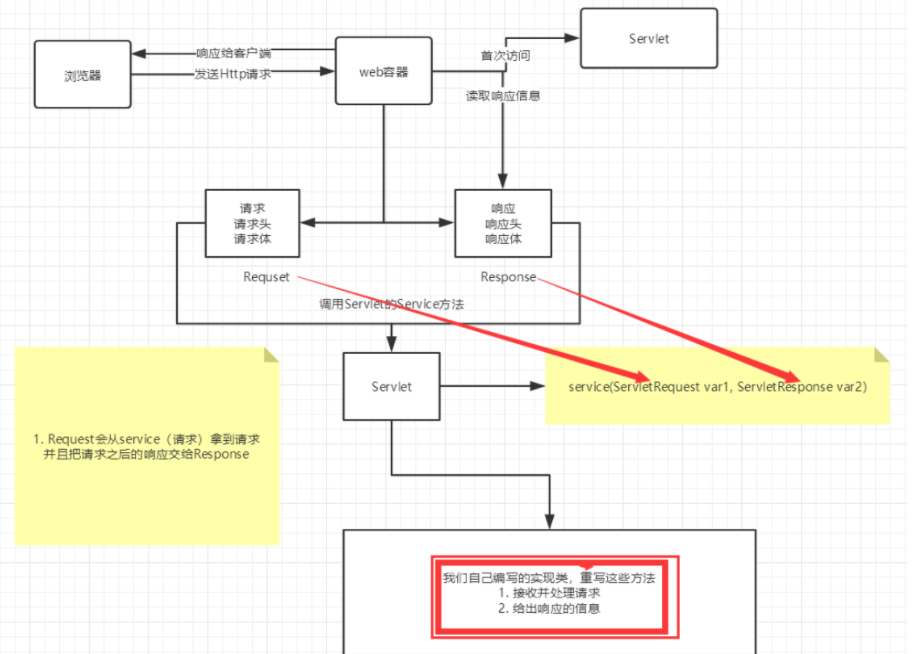 响应给客户端
发送Http请求
浏览器
web容器
首次访问
Servlet
读取响应信息
请求
请求头
请求体
响应
响应头
响应体
Requset
Response
调用Servlet的Service方法
Servlet
service(ServletRequest var1, ServletResponse var2)
1. Request会从service（请求）拿到请求
并且把请求之后的响应交给Response
我们自己编写的实现类，重写这些方法
1. 接收并处理请求
2. 给出响应的信息